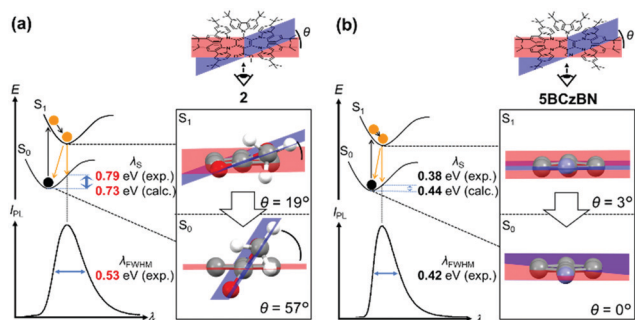 (a)
θ
2
E
S₁
S₀
λS
0.79 eV (exp.)
0.73 eV (calc.)
S₁
θ = 19°
S₀
θ = 57°
IPL
λFWHM
0.53 eV (exp.)
λ
(b)
θ
5BCzBN
E
S₁
S₀
λS
0.38 eV (exp.)
0.44 eV (calc.)
S₁
θ = 3°
S₀
θ = 0°
IPL
λFWHM
0.42 eV (exp.)
λ